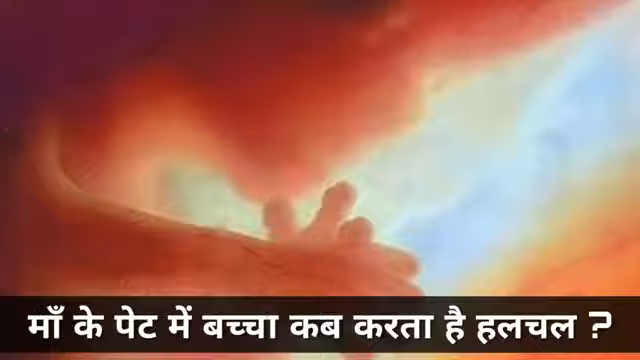 माँ के पेट में बच्चा कब करता है हलचल ?